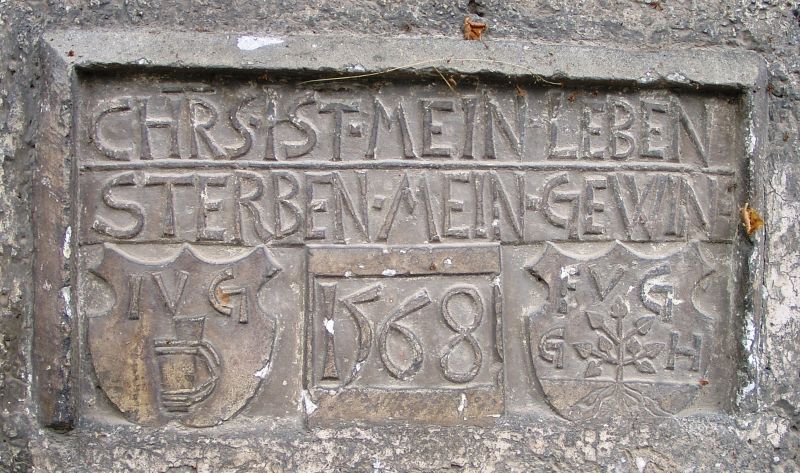 CHRS·IST·MEIN·LEBEN
STERBEN·MEIN·GEWIN·
IVG
1568
FVG
GH